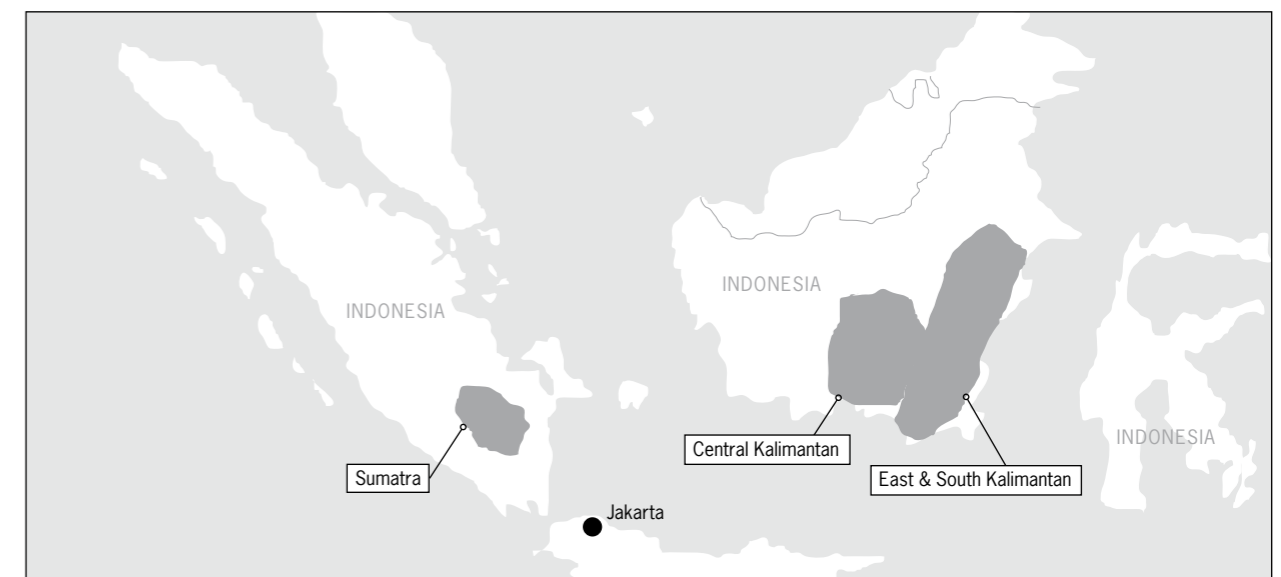 INDONESIA
INDONESIA
INDONESIA
Central Kalimantan
East & South Kalimantan
Sumatra
Jakarta